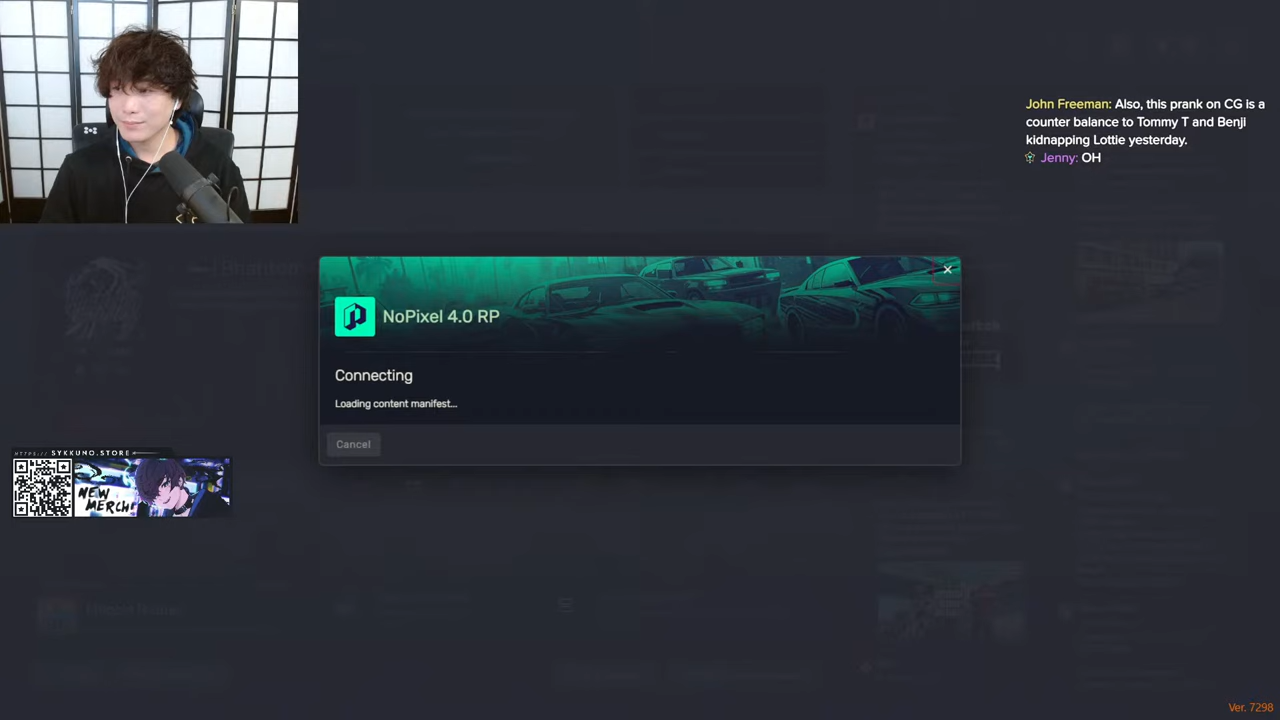 John Freeman: Also, this prank on CG is a
counter balance to Tommy T and Benji
kidnapping Lottie yesterday.
Jenny: OH
NoPixel 4.0 RP
Connecting
Loading content manifest...
Cancel
HTTPS:// SYKKUNO.STORE
NEW
MERCH!
Ver. 7298